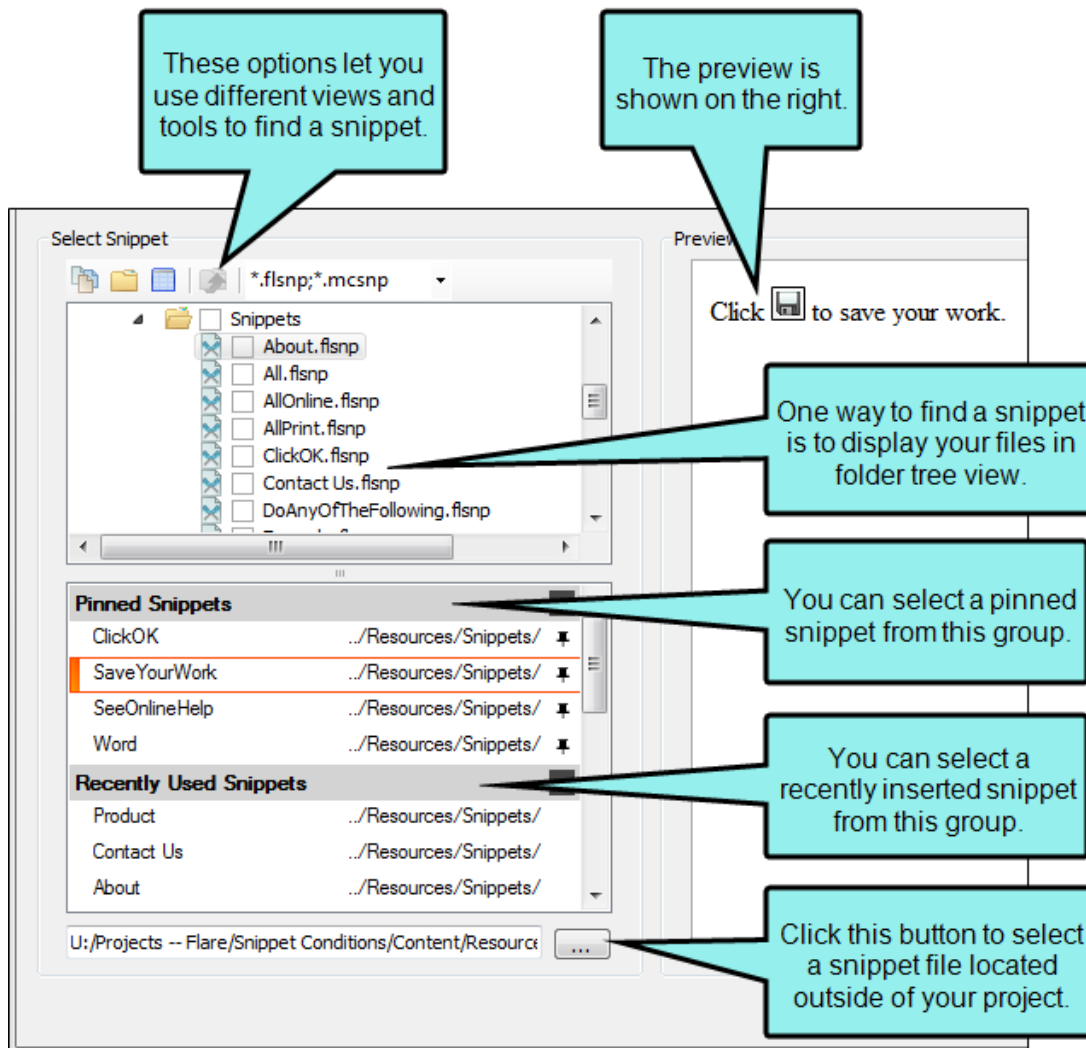 These options let you
use different views and
tools to find a snippet.
The preview is
shown on the right.
Select Snippet
Preview
*.flsnp;*.mcsnp
Snippets
About.flsnp
All.flsnp
AllOnline.flsnp
AllPrint.flsnp
ClickOK.flsnp
Contact Us.flsnp
DoAnyOfTheFollowing.flsnp
Click to save your work.
One way to find a snippet
is to display your files in
folder tree view.
Pinned Snippets
ClickOK ../Resources/Snippets/
SaveYourWork ../Resources/Snippets/
SeeOnlineHelp ../Resources/Snippets/
Word ../Resources/Snippets/
You can select a pinned
snippet from this group.
Recently Used Snippets
Product ../Resources/Snippets/
Contact Us ../Resources/Snippets/
About ../Resources/Snippets/
You can select a
recently inserted snippet
from this group.
U:/Projects -- Flare/Snippet Conditions/Content/Resource
...
Click this button to select
a snippet file located
outside of your project.